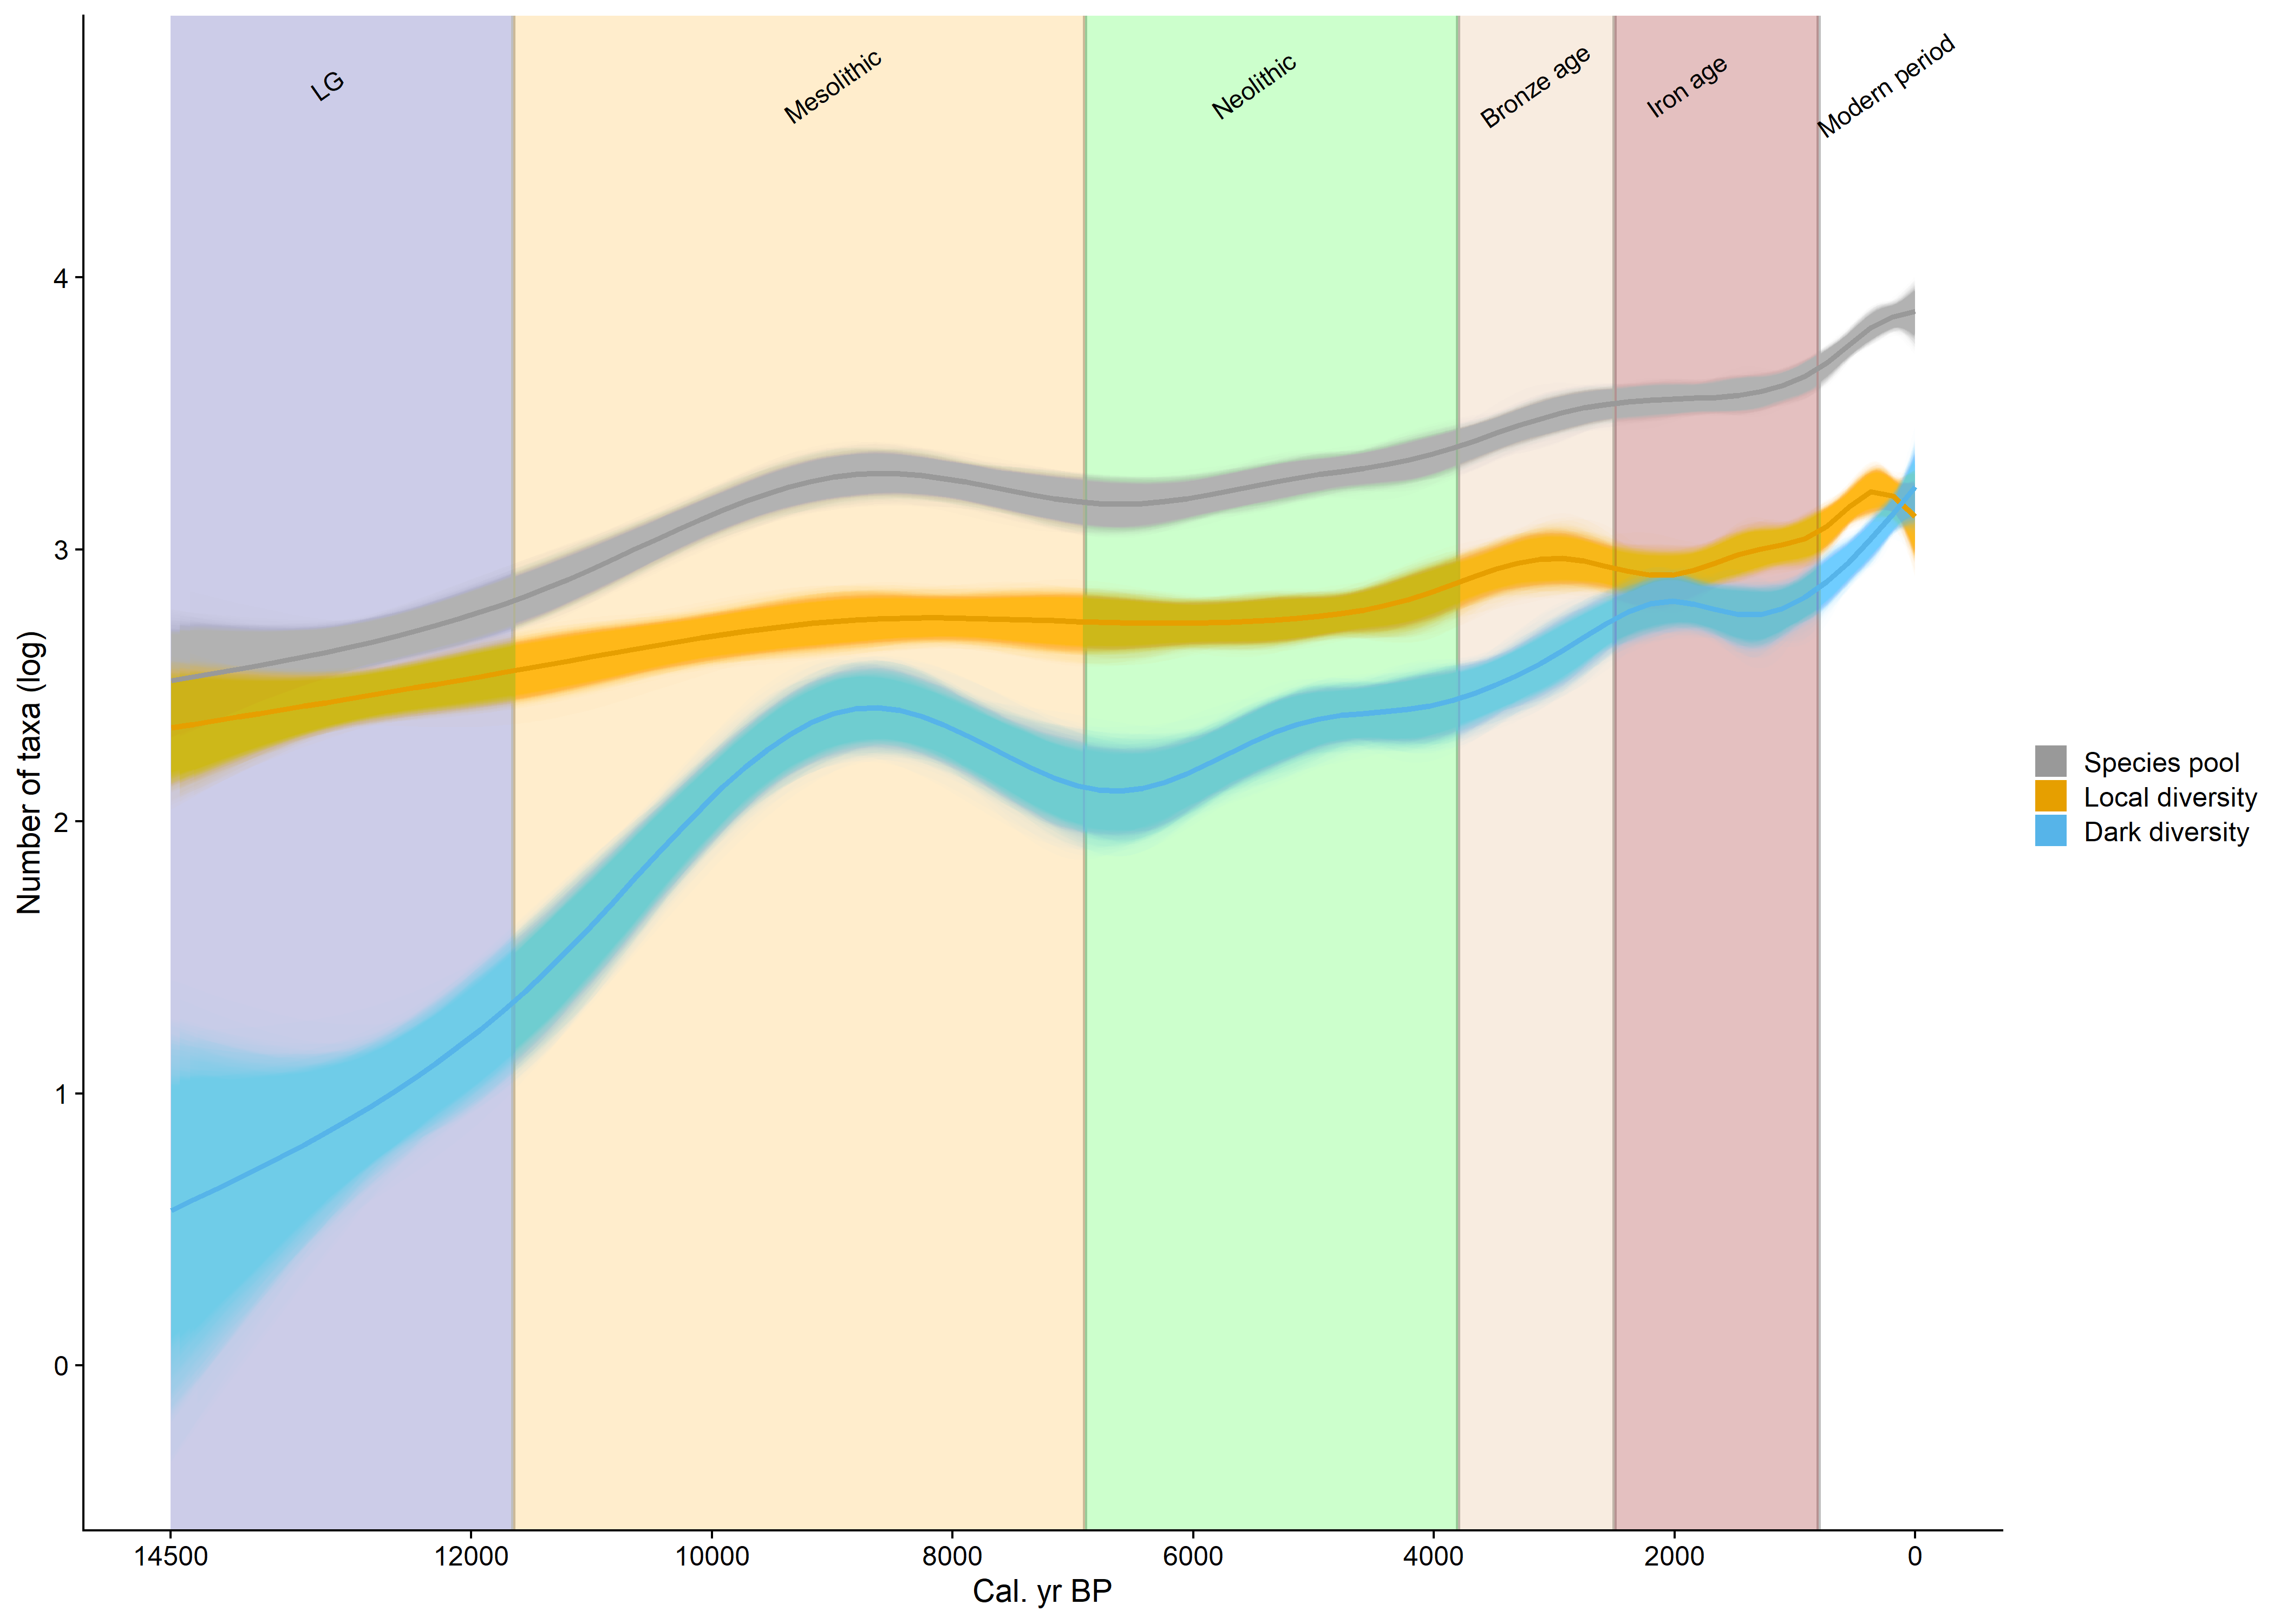 LG
Mesolithic
Neolithic
Bronze age
Iron age
Modern period
Number of taxa (log)
4
3
2
1
0
14500 12000 10000 8000 6000 4000 2000 0
Cal. yr BP
Species pool
Local diversity
Dark diversity